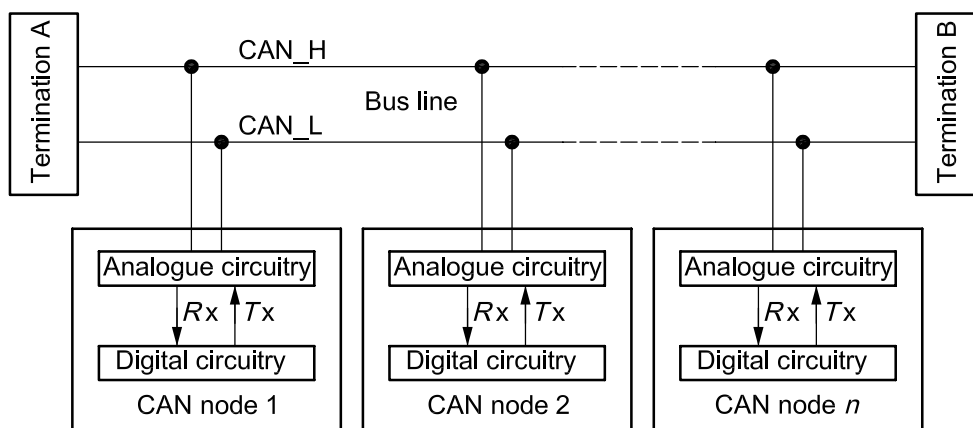 Termination A
CAN_H
Bus line
CAN_L
Termination B
Analogue circuitry
Rx
Tx
Digital circuitry
CAN node 1
Analogue circuitry
Rx
Tx
Digital circuitry
CAN node 2
Analogue circuitry
Rx
Tx
Digital circuitry
CAN node n